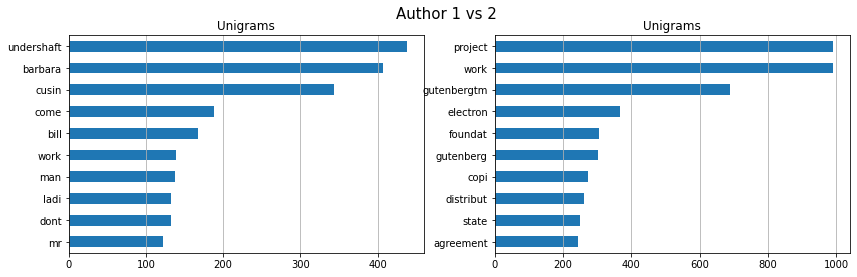 Author 1 vs 2
Unigrams
undershaft
barbara
cusin
come
bill
work
man
ladi
dont
mr
0 100 200 300 400
Unigrams
project
work
gutenbergtm
electron
foundat
gutenberg
copi
distribut
state
agreement
0 200 400 600 800 1000